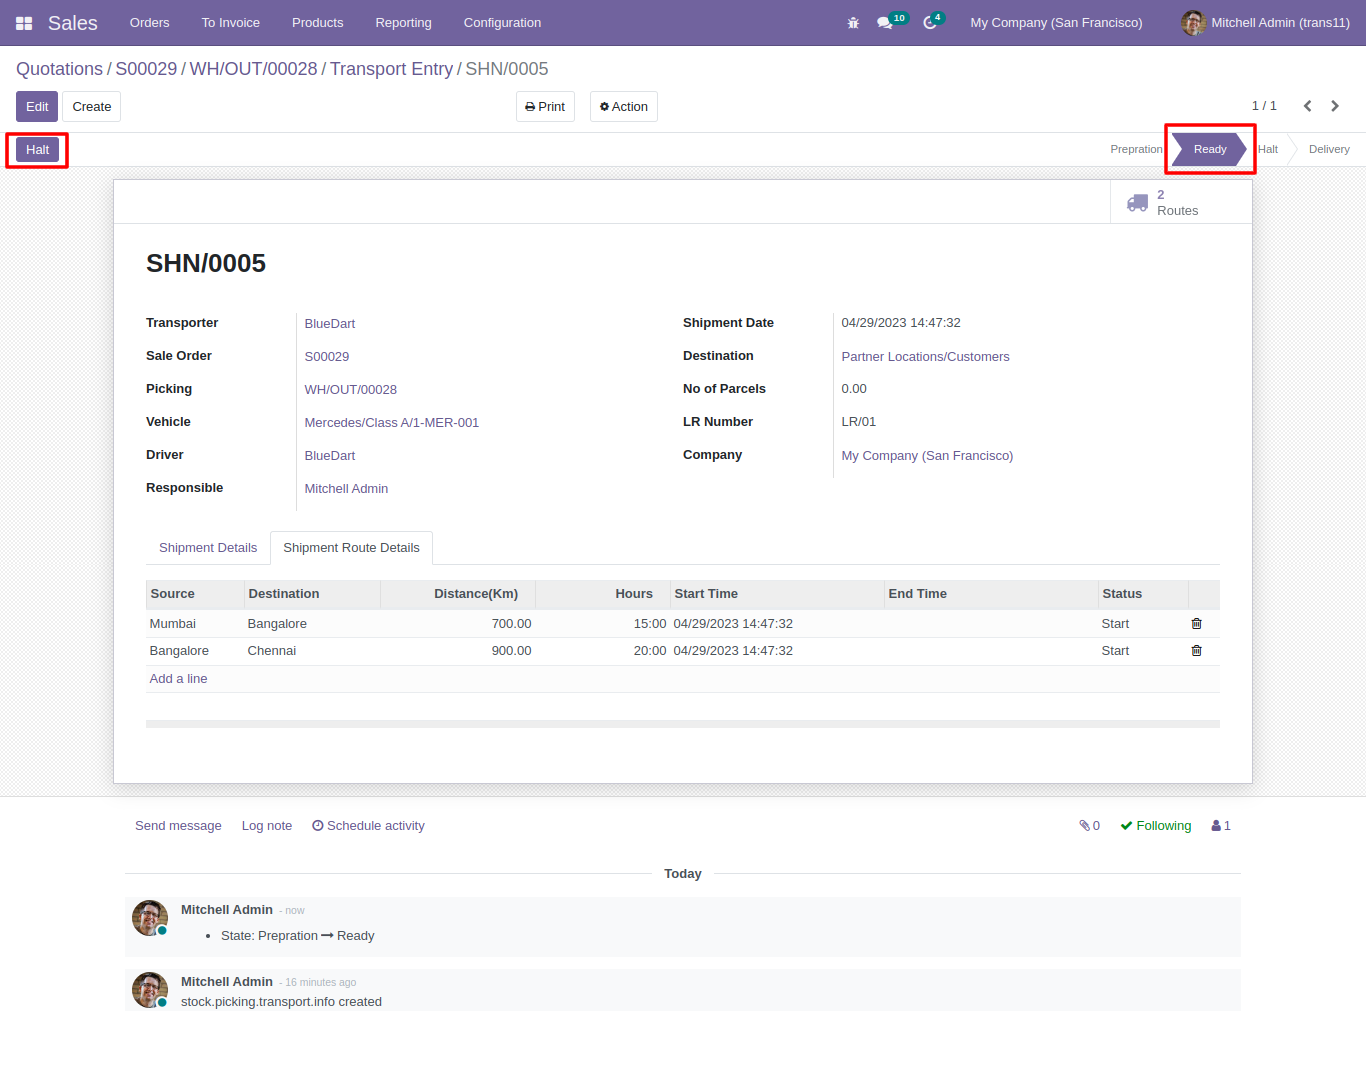 Sales Orders To Invoice Products Reporting Configuration 10 4 My Company (San Francisco) Mitchell Admin (trans11)
Quotations / S00029 / WH/OUT/00028 / Transport Entry / SHN/0005
Edit Create Print Action 1 / 1
Halt Prepration Ready Halt Delivery
2
Routes
SHN/0005
Transporter BlueDart Shipment Date 04/29/2023 14:47:32
Sale Order S00029 Destination Partner Locations/Customers
Picking WH/OUT/00028 No of Parcels 0.00
Vehicle Mercedes/Class A/1-MER-001 LR Number LR/01
Driver BlueDart Company My Company (San Francisco)
Responsible Mitchell Admin
Shipment Details Shipment Route Details
Source Destination Distance(Km) Hours Start Time End Time Status
Mumbai Bangalore 700.00 15:00 04/29/2023 14:47:32 Start
Bangalore Chennai 900.00 20:00 04/29/2023 14:47:32 Start
Add a line
Send message Log note Schedule activity 0 Following 1
Today
Mitchell Admin - now
State: Prepration Ready
Mitchell Admin - 16 minutes ago
stock.picking.transport.info created